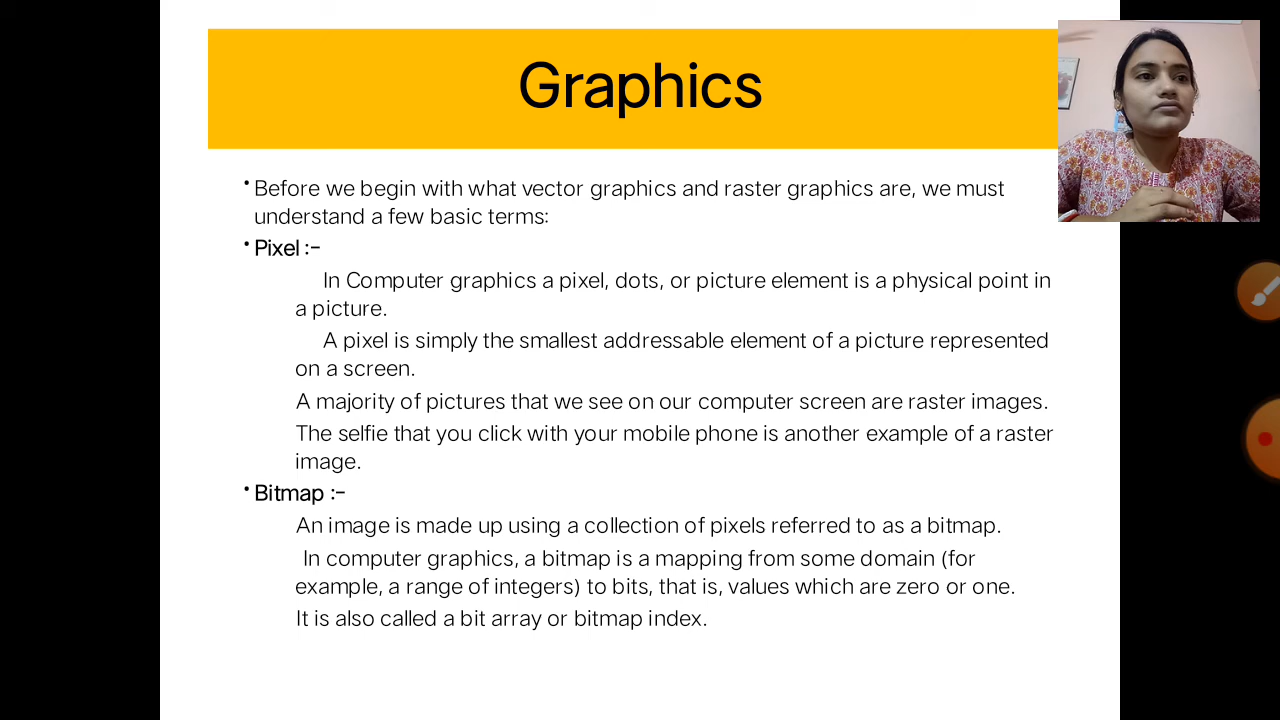 Graphics
• Before we begin with what vector graphics and raster graphics are, we must
understand a few basic terms:
• Pixel :-
In Computer graphics a pixel, dots, or picture element is a physical point in
a picture.
A pixel is simply the smallest addressable element of a picture represented
on a screen.
A majority of pictures that we see on our computer screen are raster images.
The selfie that you click with your mobile phone is another example of a raster
image.
• Bitmap :-
An image is made up using a collection of pixels referred to as a bitmap.
In computer graphics, a bitmap is a mapping from some domain (for
example, a range of integers) to bits, that is, values which are zero or one.
It is also called a bit array or bitmap index.